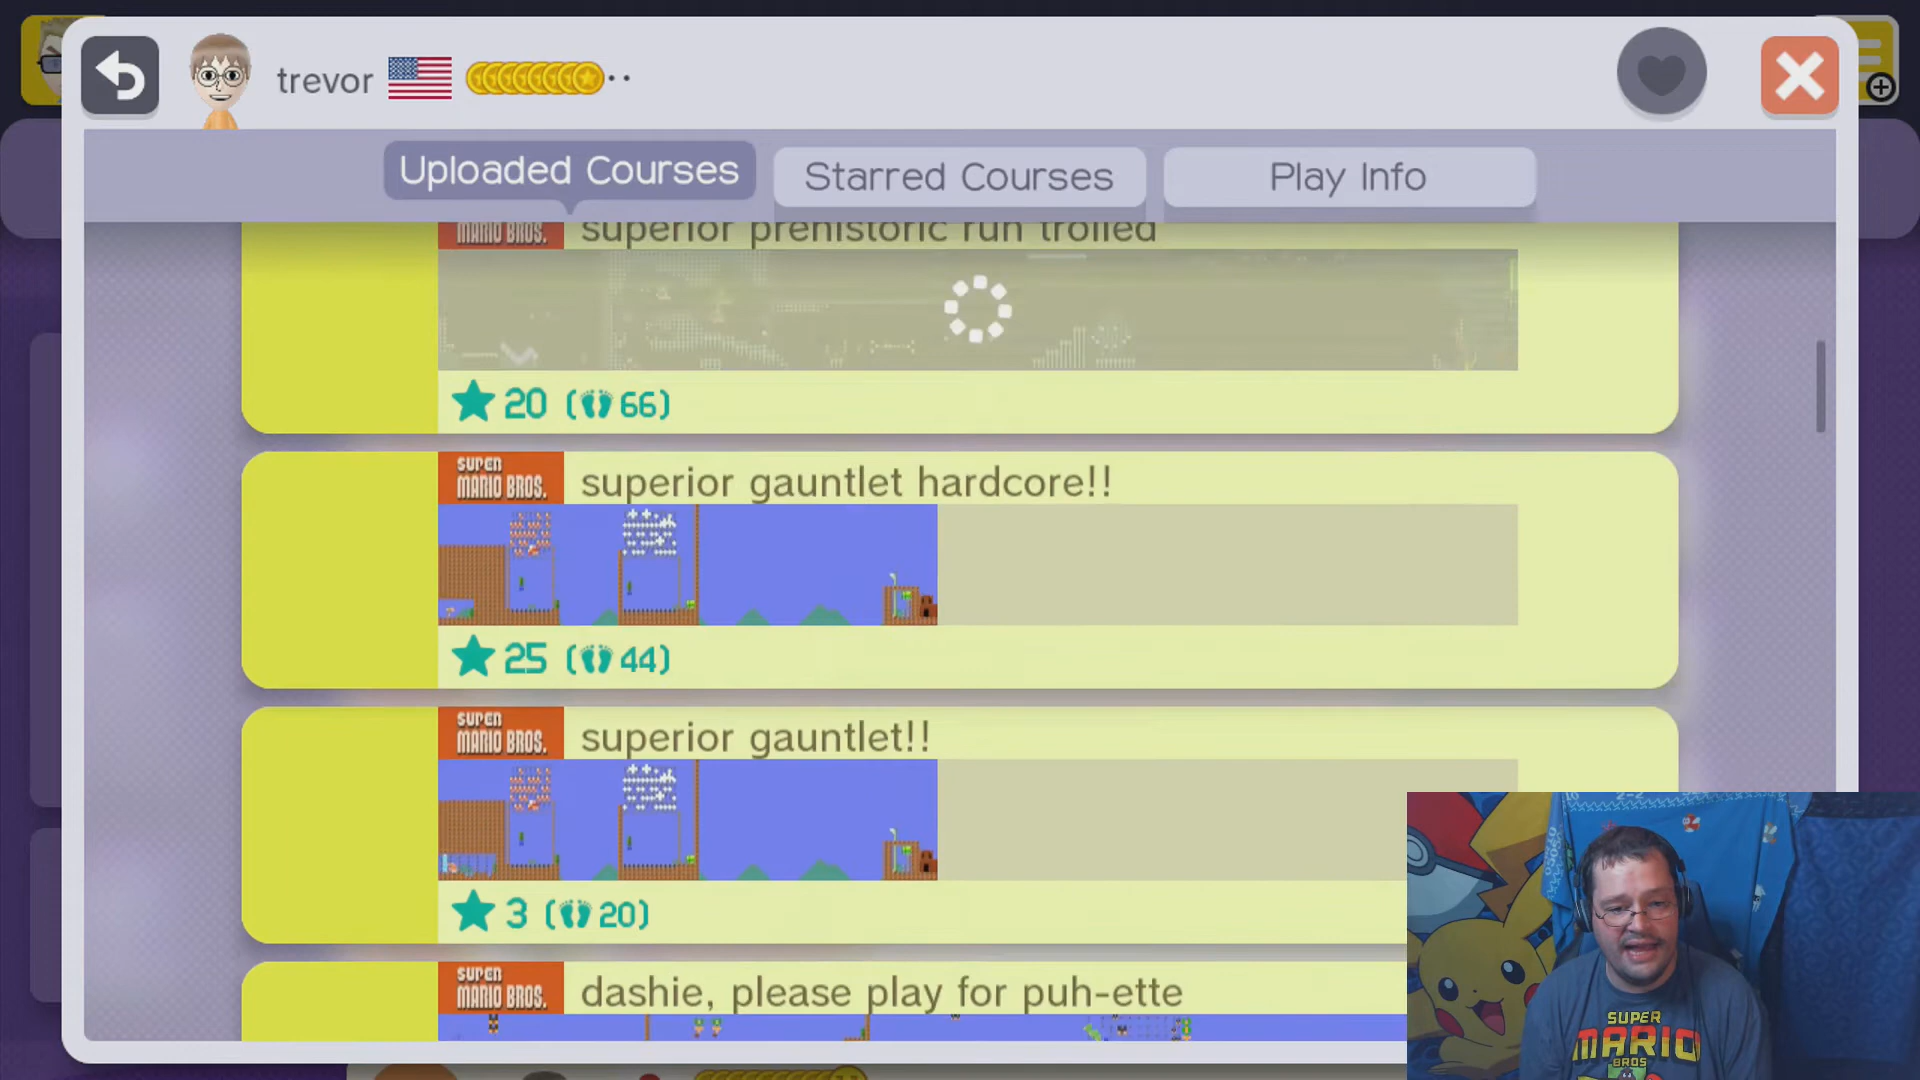 trevor
Uploaded Courses
Starred Courses
Play Info
MARIO BROS. superior prehistoric run trolled
20 (66)
SUPER MARIO BROS. superior gauntlet hardcore!!
25 (44)
SUPER MARIO BROS. superior gauntlet!!
3 (20)
SUPER MARIO BROS. dashie, please play for puh-ette
SUPER
MARIO
BROS